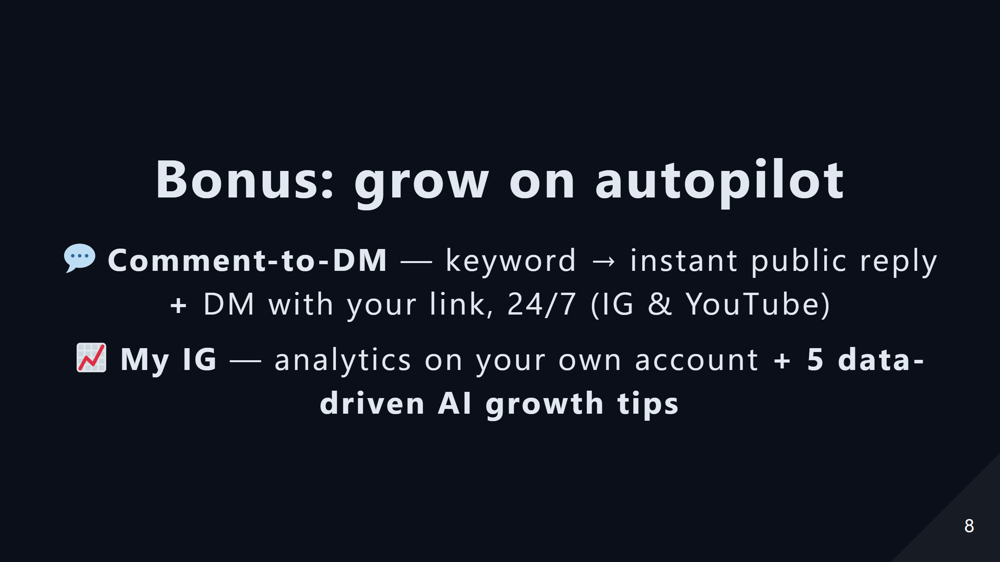 Bonus: grow on autopilot
💬 Comment-to-DM — keyword → instant public reply
+ DM with your link, 24/7 (IG & YouTube)
📈 My IG — analytics on your own account + 5 data-
driven AI growth tips
8